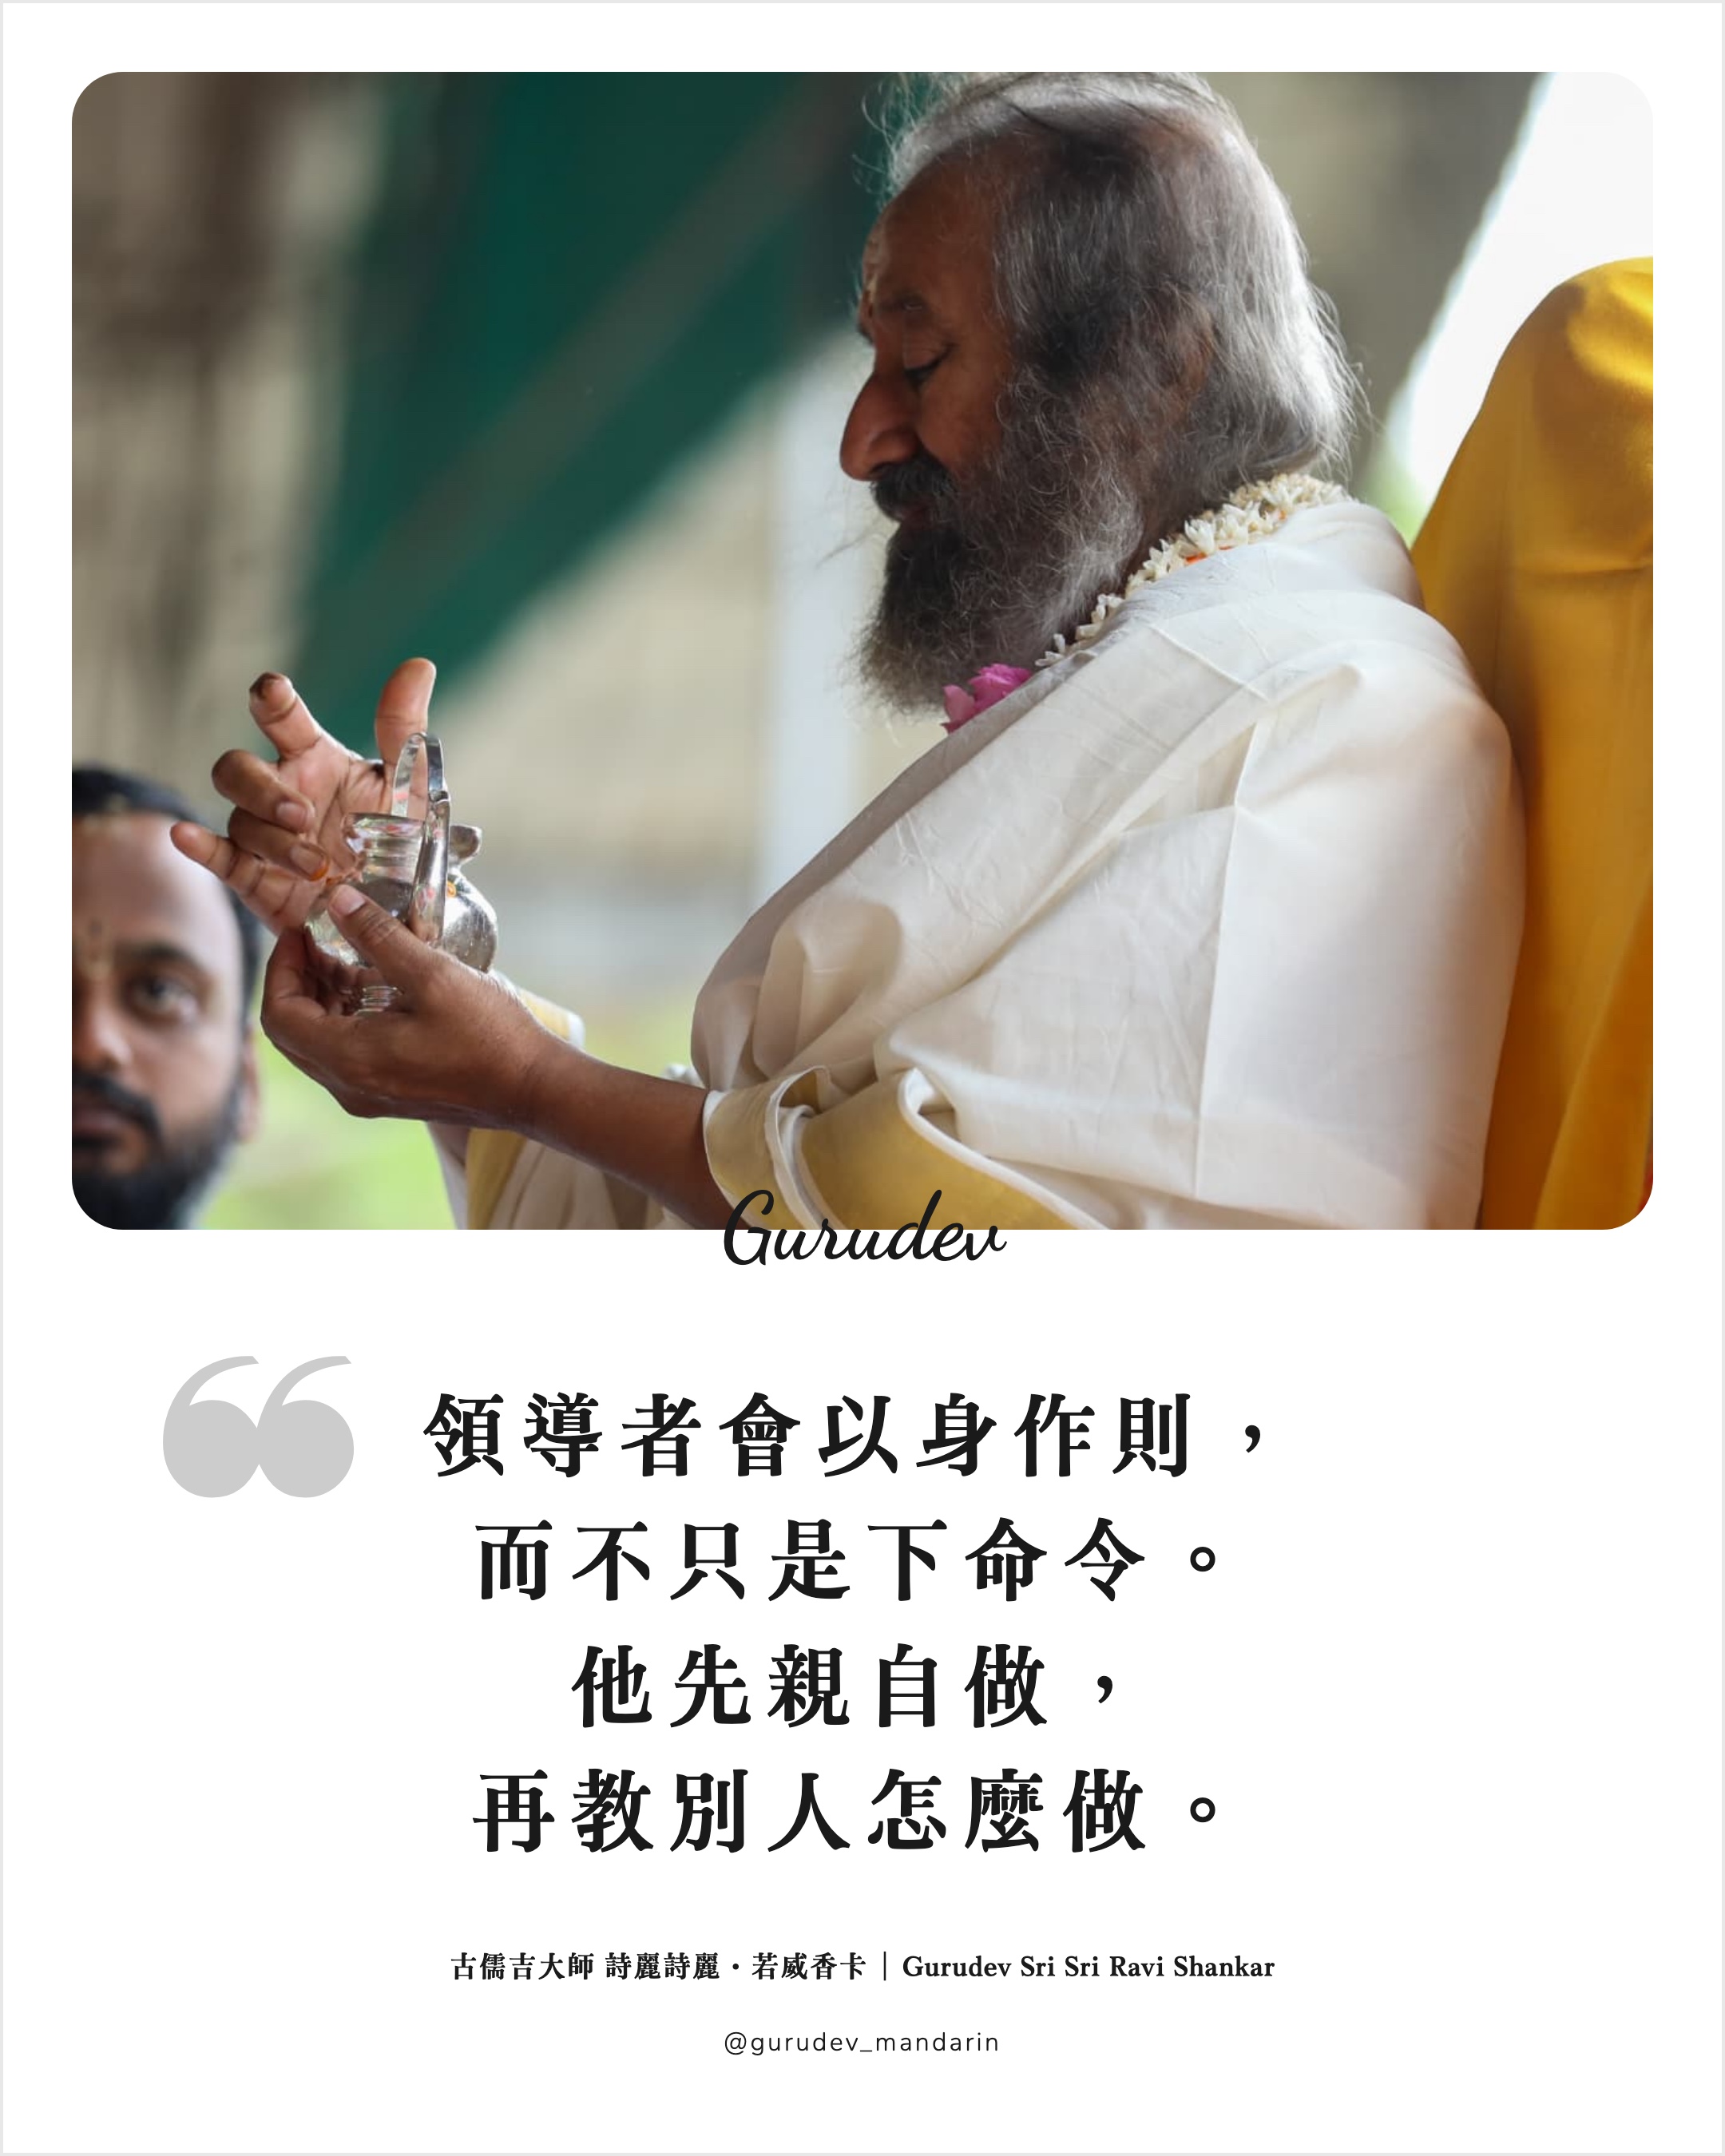 Gurudev
領導者會以身作則，
而不只是下命令。
他先親自做，
再教別人怎麼做。
古儒吉大師 詩麗詩麗・若威香卡｜Gurudev Sri Sri Ravi Shankar
@gurudev_mandarin